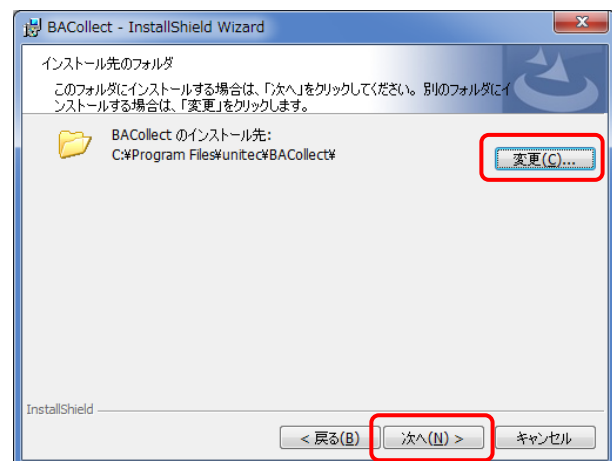 BACollect - InstallShield Wizard
インストール先のフォルダ
このフォルダにインストールする場合は、「次へ」をクリックしてください。別のフォルダにイ
ンストールする場合は、「変更」をクリックします。
BACollect のインストール先:
C:¥Program Files¥unitec¥BACollect¥
変更(C)...
InstallShield
< 戻る(B)
次へ(N) >
キャンセル